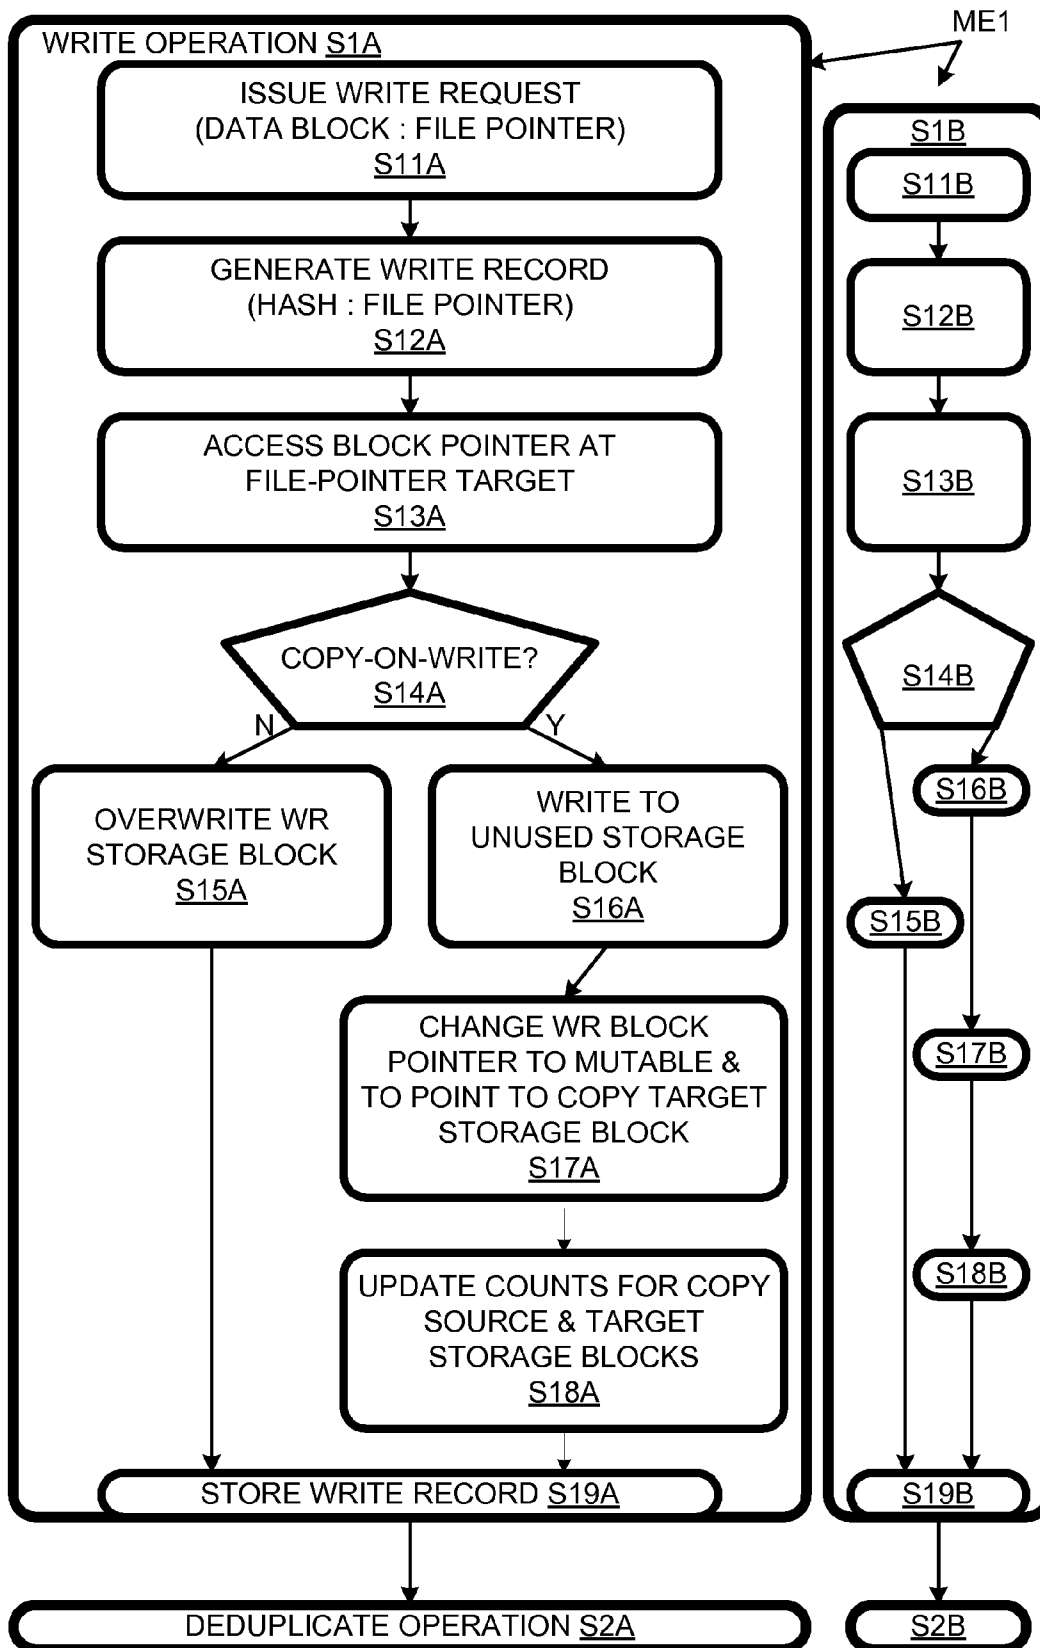 ME1
WRITE OPERATION S1A
ISSUE WRITE REQUEST
(DATA BLOCK : FILE POINTER)
S11A
GENERATE WRITE RECORD
(HASH : FILE POINTER)
S12A
ACCESS BLOCK POINTER AT
FILE-POINTER TARGET
S13A
COPY-ON-WRITE?
S14A
N
Y
OVERWRITE WR
STORAGE BLOCK
S15A
WRITE TO
UNUSED STORAGE
BLOCK
S16A
CHANGE WR BLOCK
POINTER TO MUTABLE &
TO POINT TO COPY TARGET
STORAGE BLOCK
S17A
UPDATE COUNTS FOR COPY
SOURCE & TARGET
STORAGE BLOCKS
S18A
STORE WRITE RECORD S19A
DEDUPLICATE OPERATION S2A
S1B
S11B
S12B
S13B
S14B
S16B
S15B
S17B
S18B
S19B
S2B